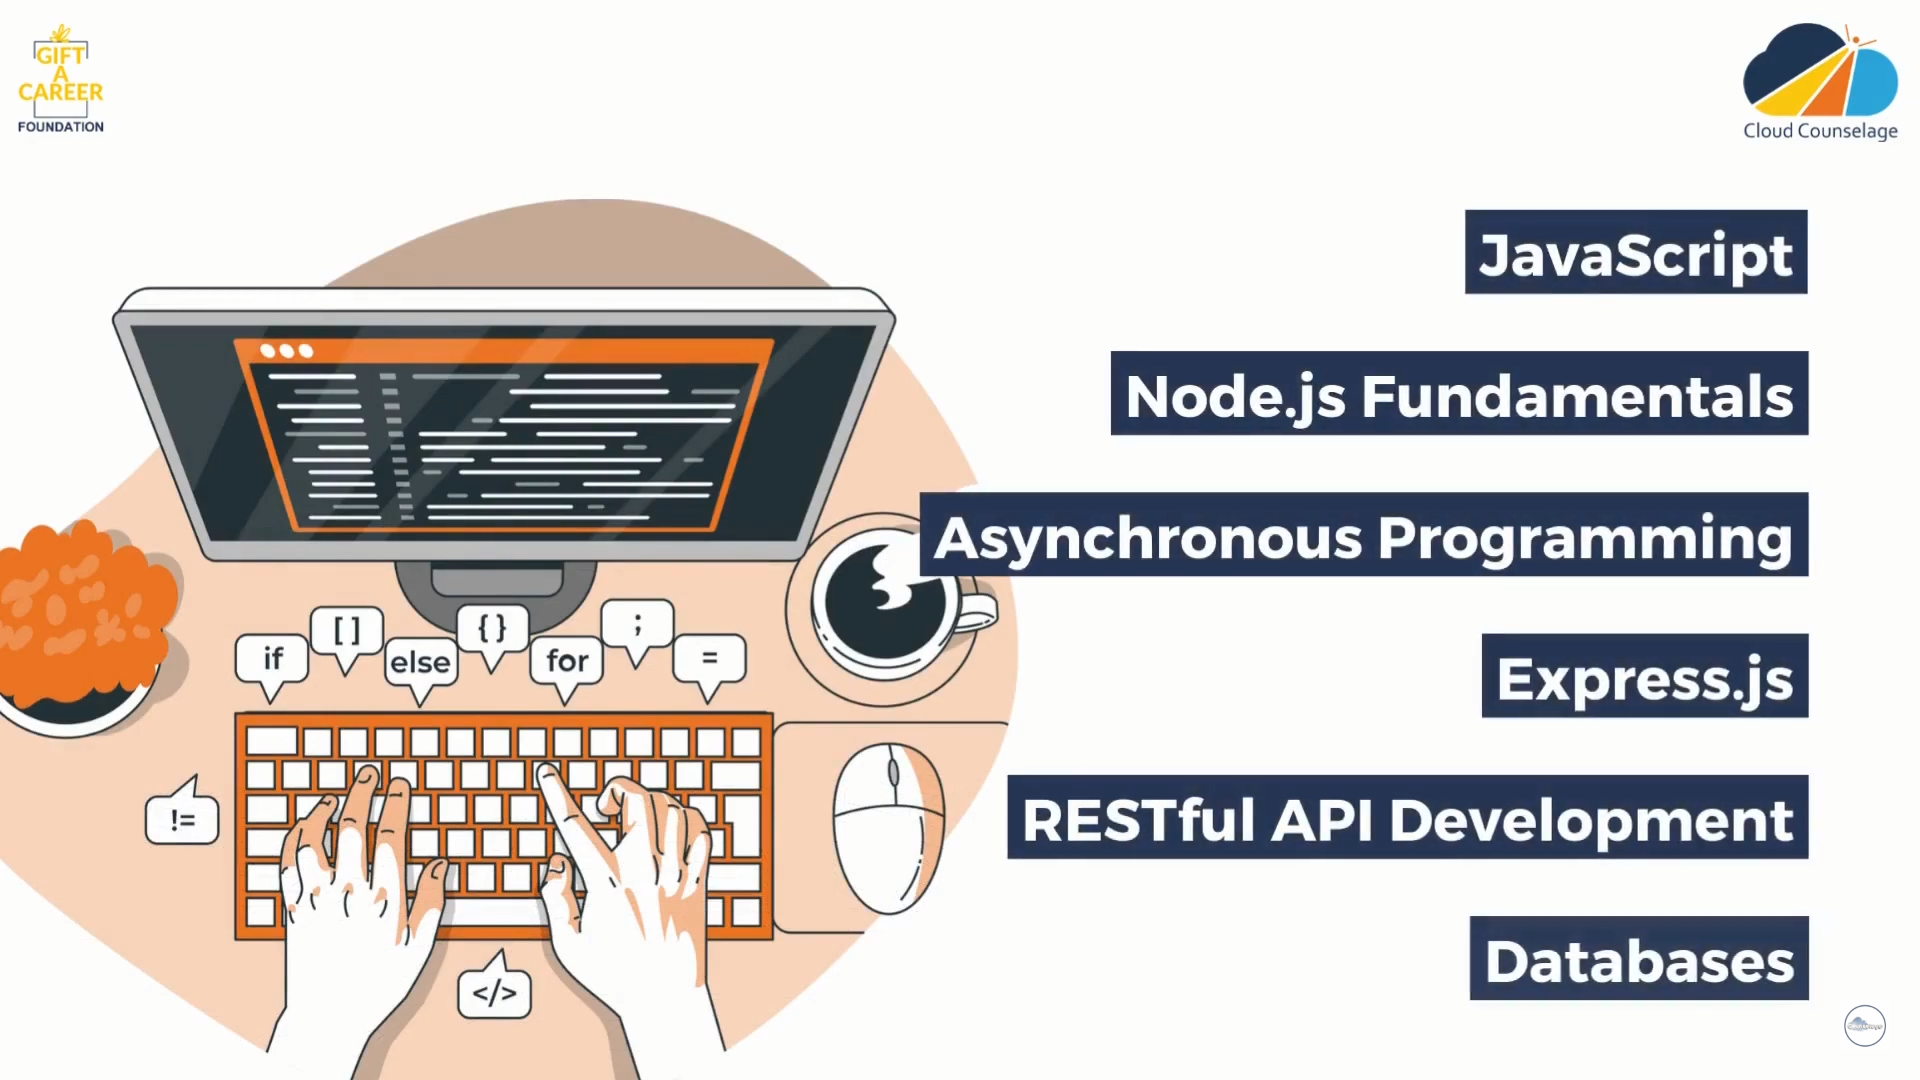 GIFT
A
CAREER
FOUNDATION
Cloud Counselage
JavaScript
Node.js Fundamentals
Asynchronous Programming
Express.js
RESTful API Development
Databases
if
[ ]
else
{ }
for
;
=
!=
</>